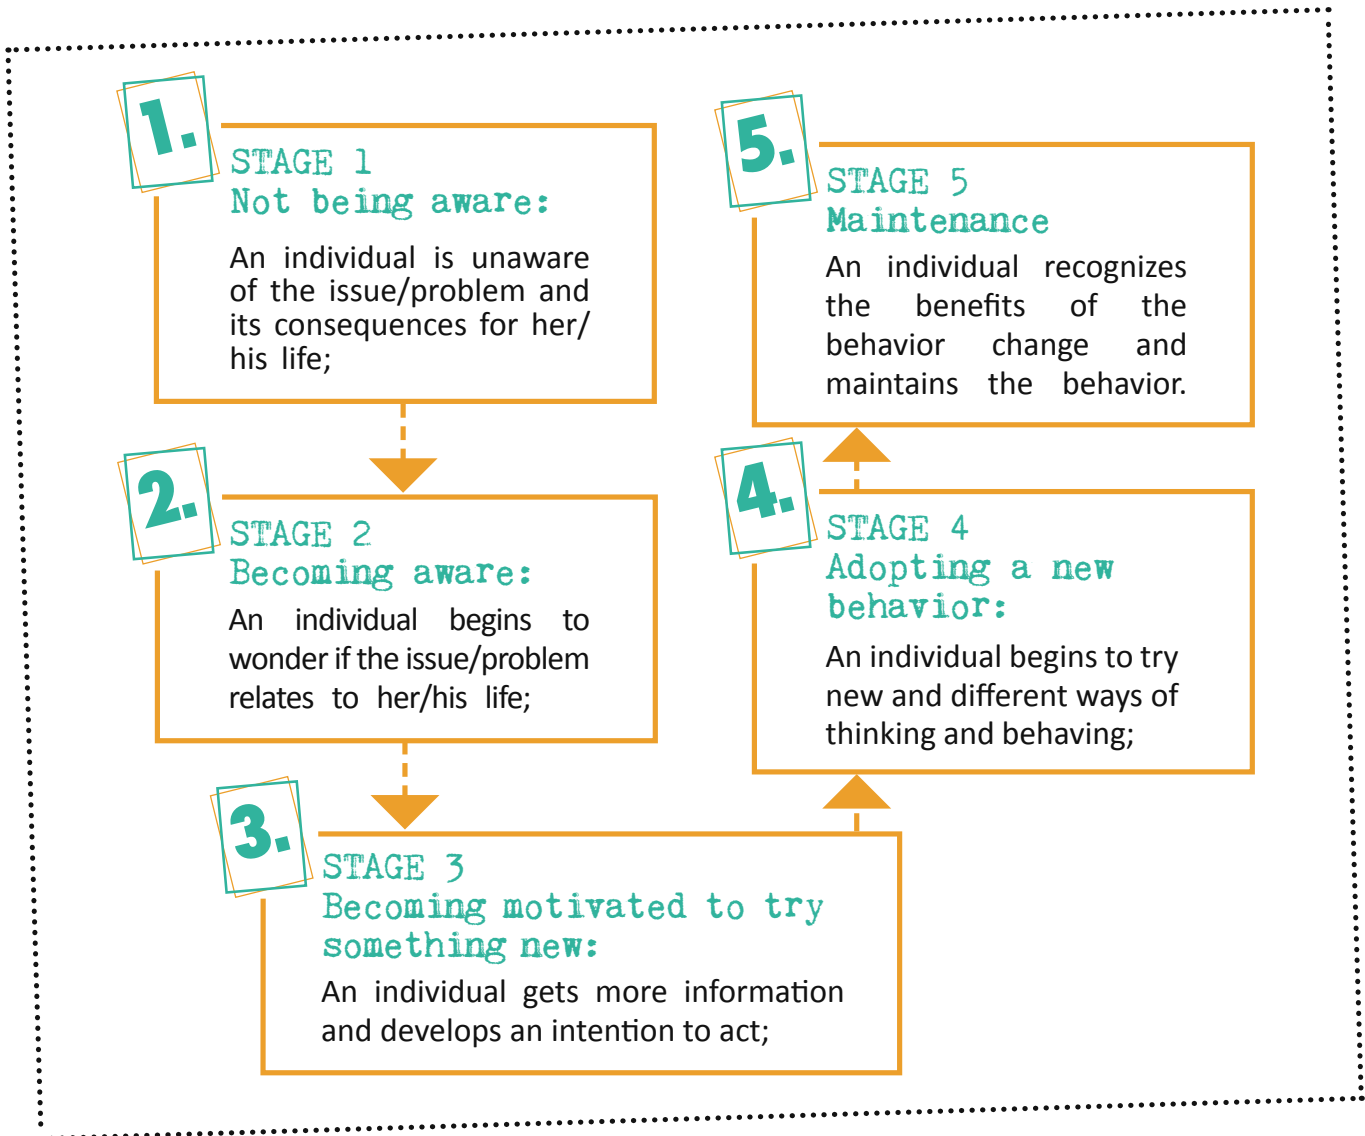 1.
STAGE 1
Not being aware:
An individual is unaware
of the issue/problem and
its consequences for her/
his life;
2.
STAGE 2
Becoming aware:
An individual begins to
wonder if the issue/problem
relates to her/his life;
3.
STAGE 3
Becoming motivated to try
something new:
An individual gets more information
and develops an intention to act;
4.
STAGE 4
Adopting a new
behavior:
An individual begins to try
new and different ways of
thinking and behaving;
5.
STAGE 5
Maintenance
An individual recognizes
the benefits of the
behavior change and
maintains the behavior.